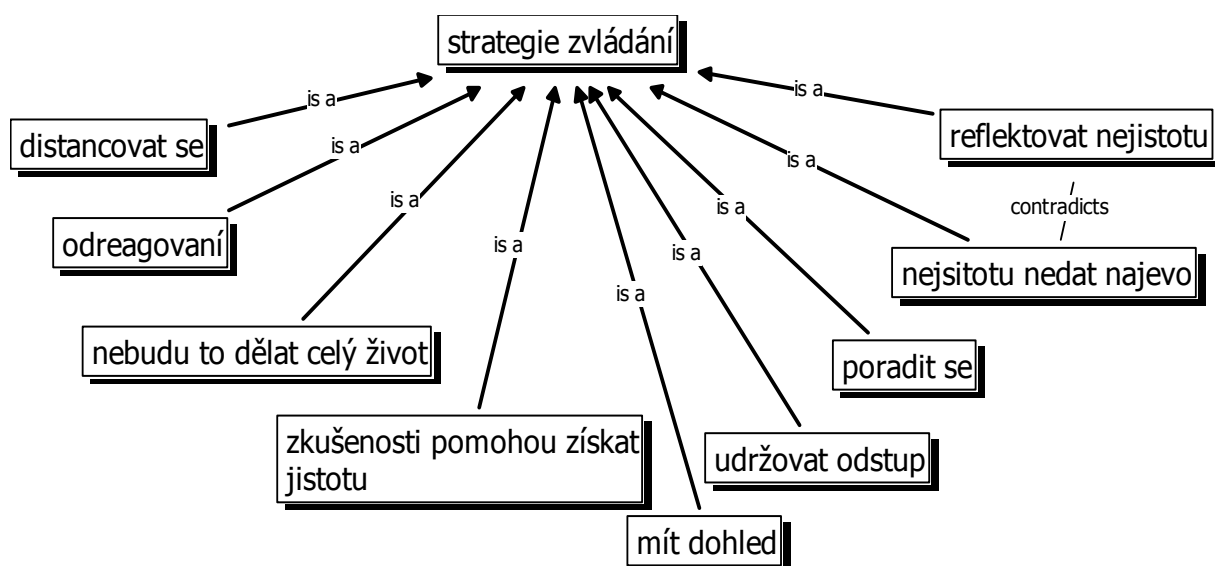 strategie zvládání
is a
is a
distancovat se
reflektovat nejistotu
is a
is a
is a
is a
contradicts
odreagovaní
is a
is a
nejsitotu nedat najevo
is a
nebudu to dělat celý život
poradit se
zkušenosti pomohou získat
jistotu
udržovat odstup
mít dohled